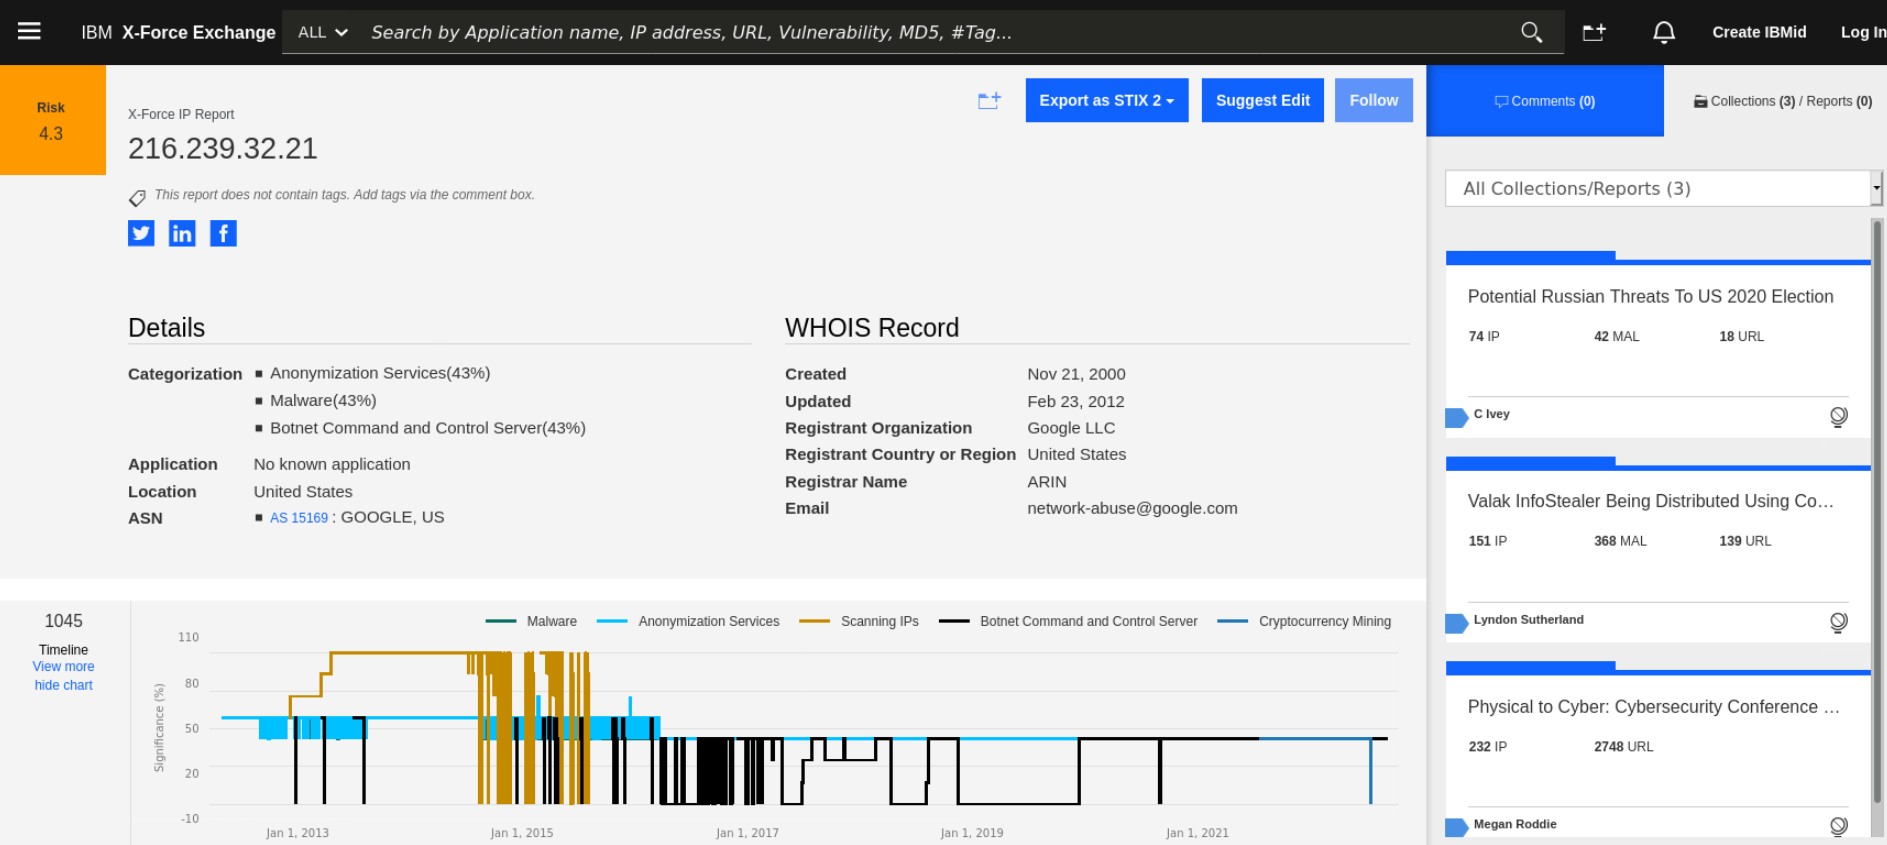 IBM X-Force Exchange
ALL
Search by Application name, IP address, URL, Vulnerability, MD5, #Tag...
Create IBMid
Log In
Risk
4.3
X-Force IP Report
216.239.32.21
This report does not contain tags. Add tags via the comment box.
Export as STIX 2
Suggest Edit
Follow
Details
Categorization
Anonymization Services(43%)
Malware(43%)
Botnet Command and Control Server(43%)
Application No known application
Location United States
ASN AS 15169 : GOOGLE, US
WHOIS Record
Created Nov 21, 2000
Updated Feb 23, 2012
Registrant Organization Google LLC
Registrant Country or Region United States
Registrar Name ARIN
Email network-abuse@google.com
1045
Timeline
View more
hide chart
Malware Anonymization Services Scanning IPs Botnet Command and Control Server Cryptocurrency Mining
Significance (%)
110
80
50
20
-10
Jan 1, 2013 Jan 1, 2015 Jan 1, 2017 Jan 1, 2019 Jan 1, 2021
Comments (0)
Collections (3) / Reports (0)
All Collections/Reports (3)
Potential Russian Threats To US 2020 Election
74 IP 42 MAL 18 URL
C Ivey
Valak InfoStealer Being Distributed Using Co...
151 IP 368 MAL 139 URL
Lyndon Sutherland
Physical to Cyber: Cybersecurity Conference ...
232 IP 2748 URL
Megan Roddie